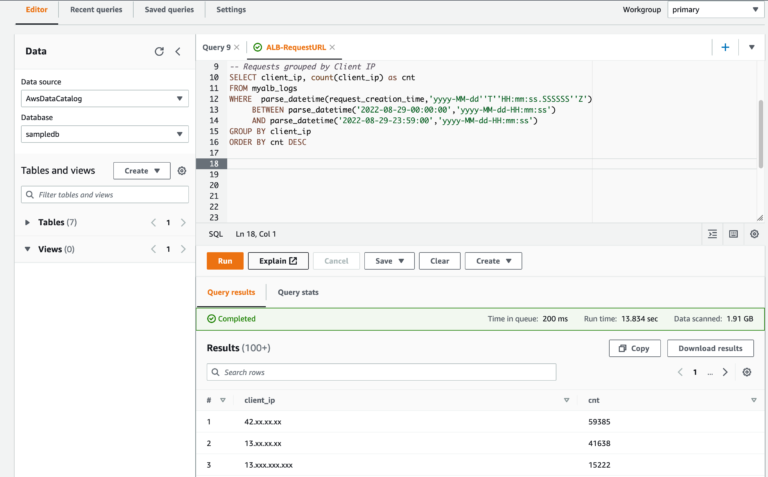 Editor Recent queries Saved queries Settings Workgroup primary
Data
Data source
AwsDataCatalog
Database
sampledb
Tables and views Create
Filter tables and views
Tables (7) 1
Views (0) 1
Query 9 ALB-RequestURL
9 -- Requests grouped by Client IP
10 SELECT client_ip, count(client_ip) as cnt
11 FROM myalb_logs
12 WHERE parse_datetime(request_creation_time,'yyyy-MM-dd''T''HH:mm:ss.SSSSSS''Z')
13 BETWEEN parse_datetime('2022-08-29-00:00:00','yyyy-MM-dd-HH:mm:ss')
14 AND parse_datetime('2022-08-29-23:59:00','yyyy-MM-dd-HH:mm:ss')
15 GROUP BY client_ip
16 ORDER BY cnt DESC
17
18
19
20
21
22
23
SQL Ln 18, Col 1
Run Explain Cancel Save Clear Create
Query results Query stats
Completed Time in queue: 200 ms Run time: 13.834 sec Data scanned: 1.91 GB
Results (100+) Copy Download results
Search rows 1 ...
# client_ip cnt
1 42.xx.xx.xx 59385
2 13.xx.xx.xx 41638
3 13.xxx.xxx.xxx 15222